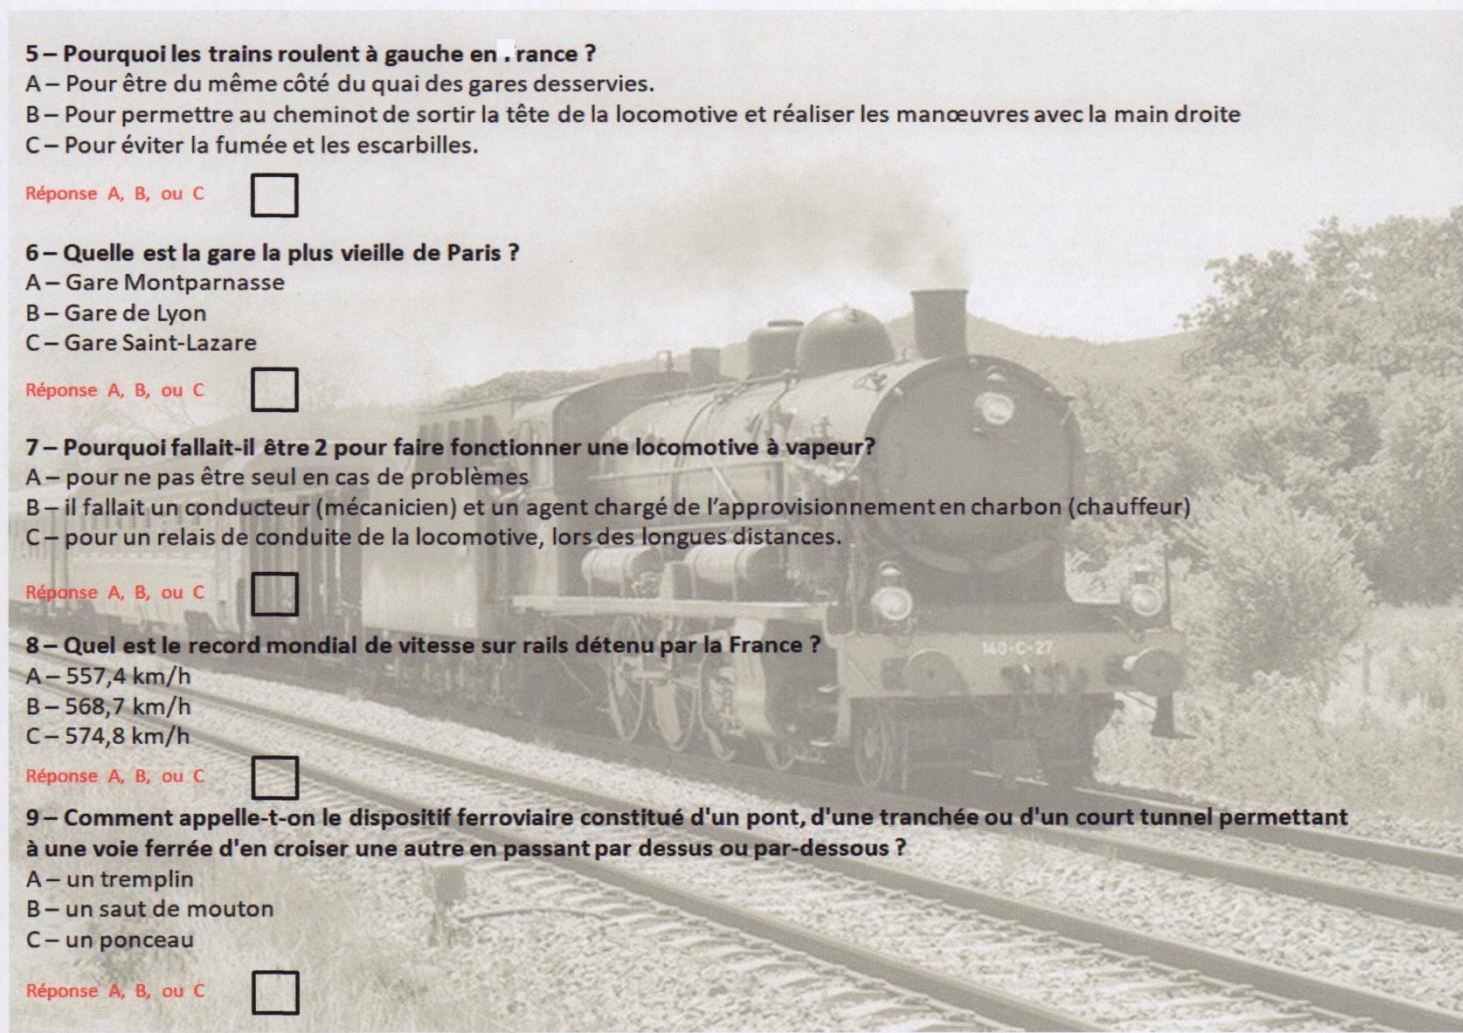 5 – Pourquoi les trains roulent à gauche en .rance ?
A – Pour être du même côté du quai des gares desservies.
B – Pour permettre au cheminot de sortir la tête de la locomotive et réaliser les manœuvres avec la main droite
C – Pour éviter la fumée et les escarbilles.
Réponse A, B, ou C
6 – Quelle est la gare la plus vieille de Paris ?
A – Gare Montparnasse
B – Gare de Lyon
C – Gare Saint-Lazare
Réponse A, B, ou C
7 – Pourquoi fallait-il être 2 pour faire fonctionner une locomotive à vapeur?
A – pour ne pas être seul en cas de problèmes
B – il fallait un conducteur (mécanicien) et un agent chargé de l'approvisionnement en charbon (chauffeur)
C – pour un relais de conduite de la locomotive, lors des longues distances.
Réponse A, B, ou C
8 – Quel est le record mondial de vitesse sur rails détenu par la France ?
140-C-27
A – 557,4 km/h
B – 568,7 km/h
C – 574,8 km/h
Réponse A, B, ou C
9 – Comment appelle-t-on le dispositif ferroviaire constitué d'un pont, d'une tranchée ou d'un court tunnel permettant
à une voie ferrée d'en croiser une autre en passant par dessus ou par-dessous ?
A – un tremplin
B – un saut de mouton
C – un ponceau
Réponse A, B, ou C